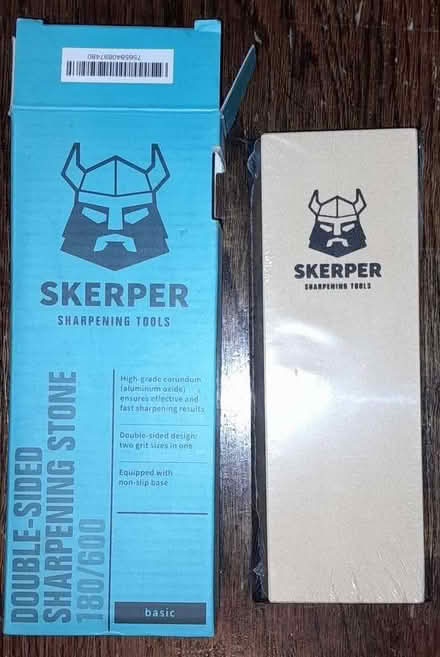 SKERPER
SHARPENING TOOLS
DOUBLE-SIDED
SHARPENING STONE
180/600
High-grade corundum
(aluminum oxide)
ensures effective and
fast sharpening results
Double-sided design:
two grit sizes in one
Equipped with
non-slip base
basic
SKERPER
SHARPENING TOOLS